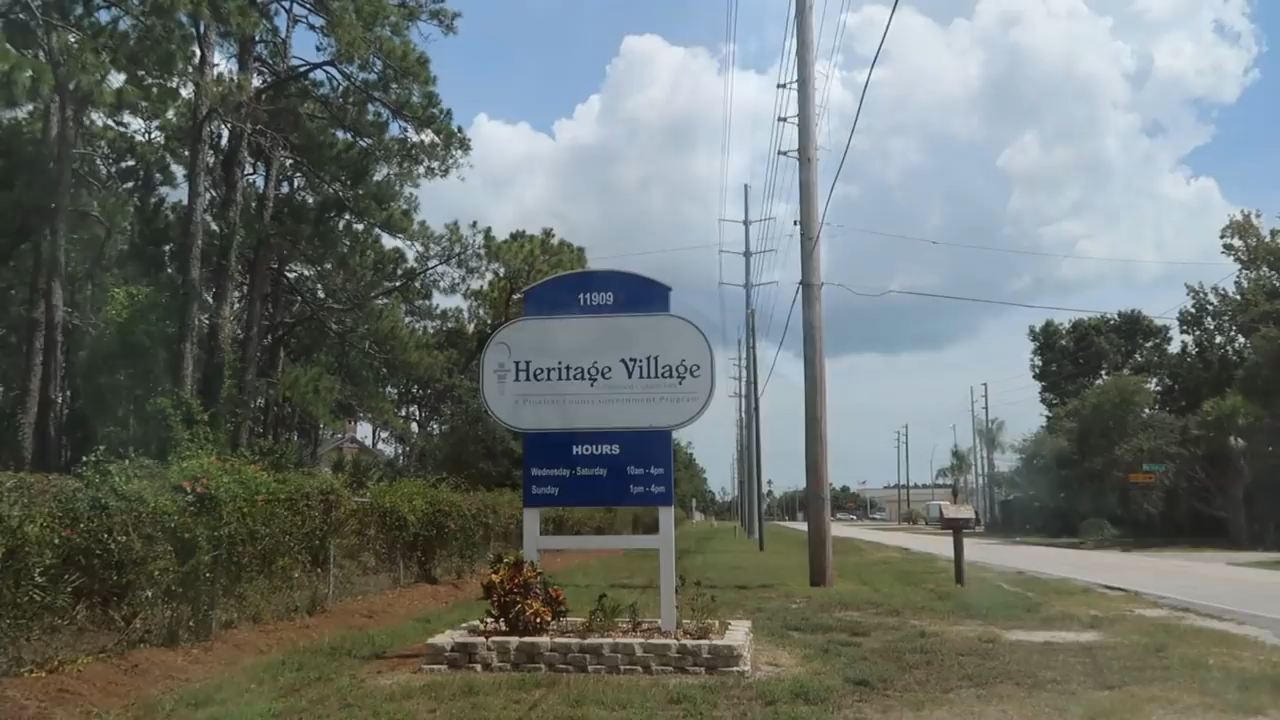 11909
Heritage Village
A Pinellas County Government Program
HOURS
Wednesday - Saturday 10am - 4pm
Sunday 1pm - 4pm